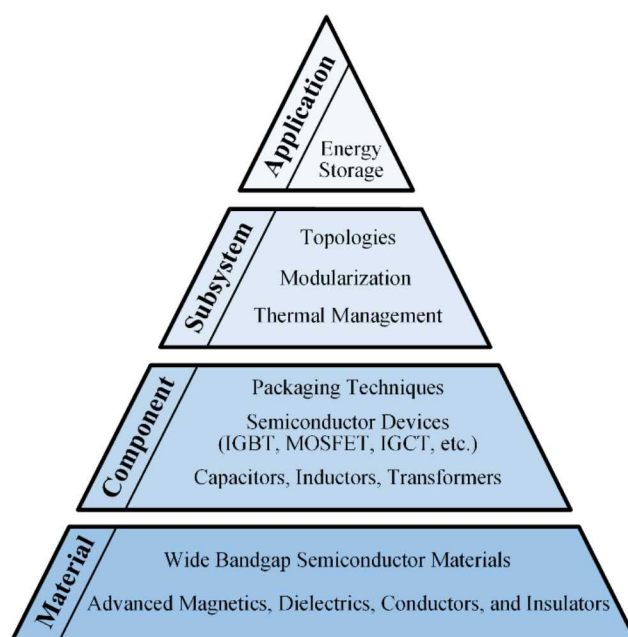 Application
Energy
Storage
Subsystem
Topologies
Modularization
Thermal Management
Component
Packaging Techniques
Semiconductor Devices
(IGBT, MOSFET, IGCT, etc.)
Capacitors, Inductors, Transformers
Material
Wide Bandgap Semiconductor Materials
Advanced Magnetics, Dielectrics, Conductors, and Insulators